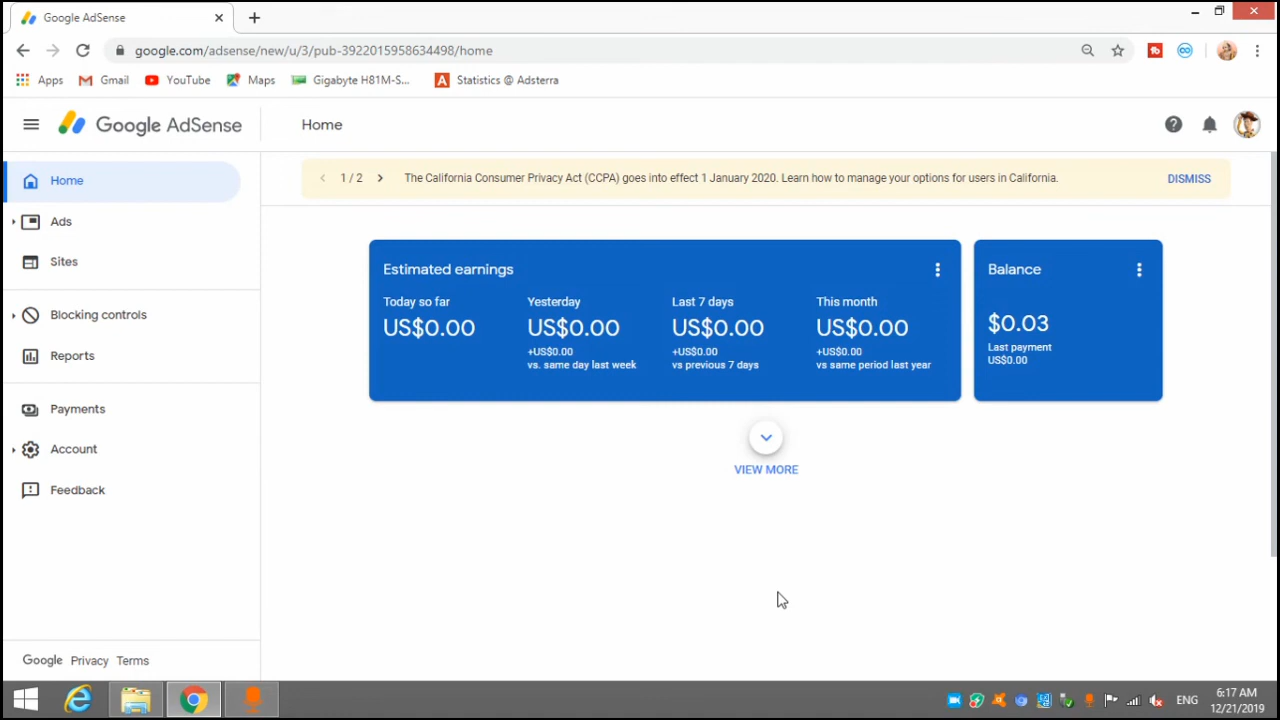 Google AdSense
google.com/adsense/new/u/3/pub-3922015958634498/home
Apps Gmail YouTube Maps Gigabyte H81M-S... Statistics @ Adsterra
Google AdSense
Home
Home
Ads
Sites
Blocking controls
Reports
Payments
Account
Feedback
Google Privacy Terms
1 / 2 The California Consumer Privacy Act (CCPA) goes into effect 1 January 2020. Learn how to manage your options for users in California. DISMISS
Estimated earnings
Today so far
US$0.00
Yesterday
US$0.00
+US$0.00
vs. same day last week
Last 7 days
US$0.00
+US$0.00
vs previous 7 days
This month
US$0.00
+US$0.00
vs same period last year
Balance
$0.03
Last payment
US$0.00
VIEW MORE
ENG
6:17 AM
12/21/2019